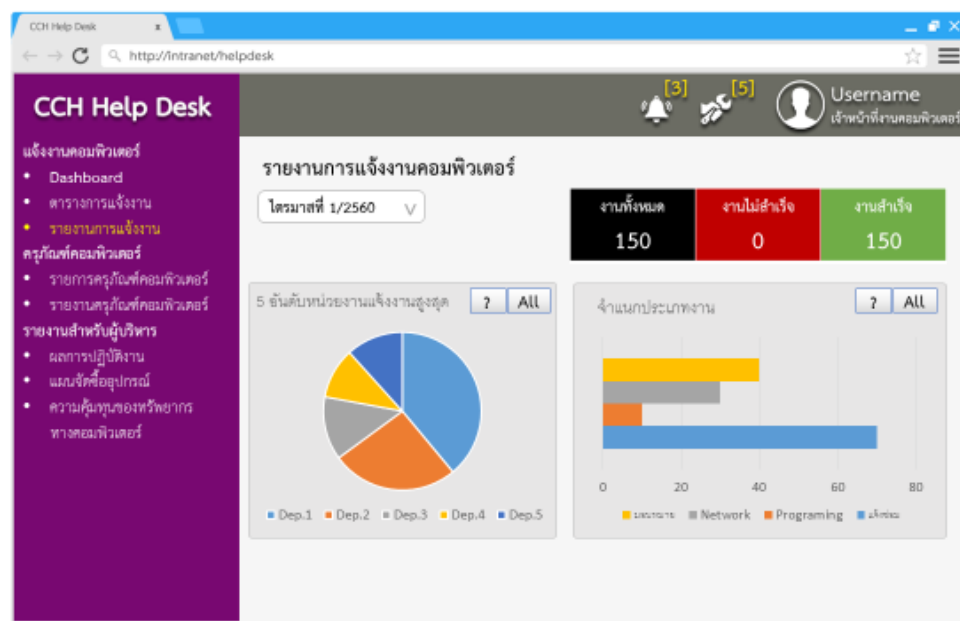 CCH Help Desk x
http://intranet/helpdesk
CCH Help Desk
[3] [5]
Username
เจ้าหน้าที่งานคอมพิวเตอร์
แจ้งงานคอมพิวเตอร์
• Dashboard
• ตารางการแจ้งงาน
• รายงานการแจ้งงาน
ครุภัณฑ์คอมพิวเตอร์
• รายการครุภัณฑ์คอมพิวเตอร์
• รายงานครุภัณฑ์คอมพิวเตอร์
รายงานสำหรับผู้บริหาร
• ผลการปฏิบัติงาน
• แผนจัดซื้ออุปกรณ์
• ความคุ้มทุนของทรัพยากร
ทางคอมพิวเตอร์
รายงานการแจ้งงานคอมพิวเตอร์
ไตรมาสที่ 1/2560
งานทั้งหมด งานไม่สำเร็จ งานสำเร็จ
150 0 150
5 อันดับหน่วยงานแจ้งงานสูงสุด ? All
Dep.1 Dep.2 Dep.3 Dep.4 Dep.5
จำแนกประเภทงาน ? All
0 20 40 60 80
Network Programing